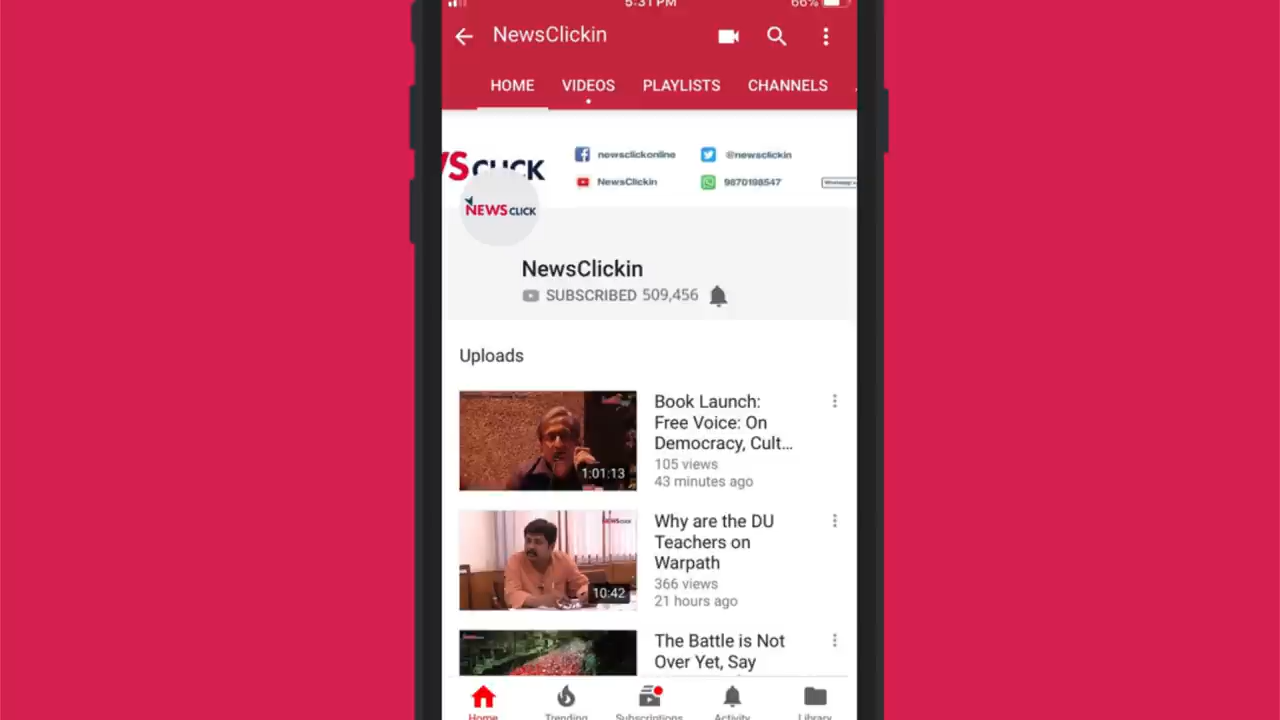 5:31 PM
66%
NewsClickin
HOME
VIDEOS
PLAYLISTS
CHANNELS
WS CLICK
newsclickonline
@newsclickin
NewsClickin
9870198547
NEWS CLICK
NewsClickin
SUBSCRIBED 509,456
Uploads
Book Launch:
Free Voice: On
Democracy, Cult...
105 views
43 minutes ago
1:01:13
Why are the DU
Teachers on
Warpath
366 views
21 hours ago
NEWS CLICK
10:42
The Battle is Not
Over Yet, Say
Home
Trending
Subscriptions
Activity
Library